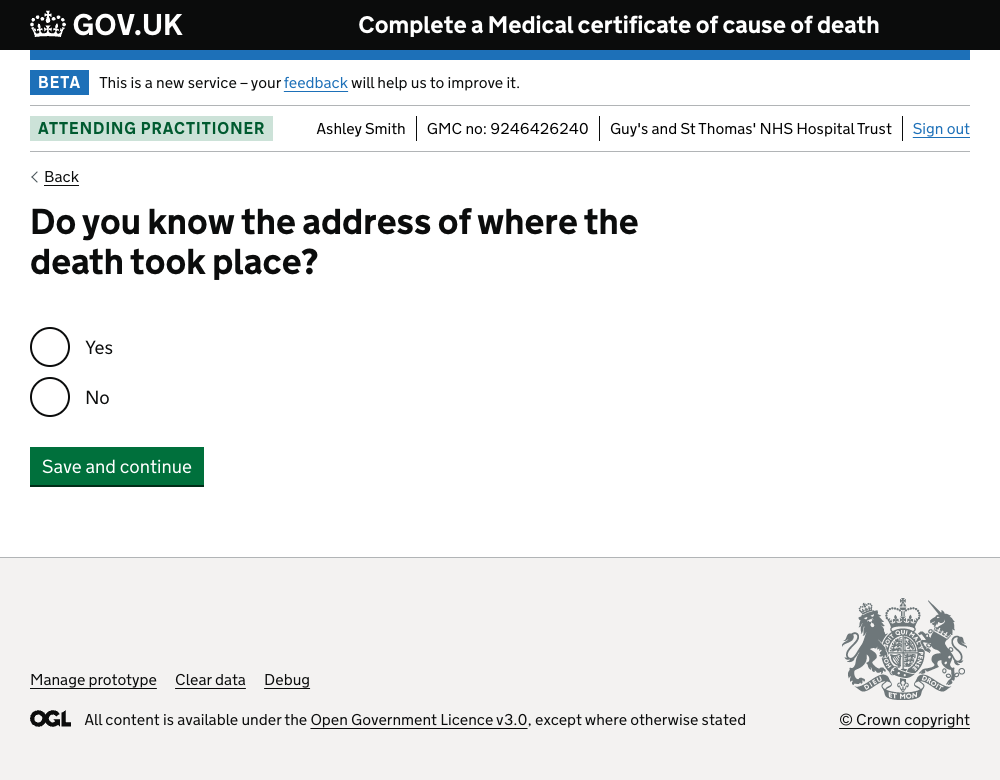 GOV.UK
Complete a Medical certificate of cause of death
BETA This is a new service – your feedback will help us to improve it.
ATTENDING PRACTITIONER Ashley Smith GMC no: 9246426240 Guy's and St Thomas' NHS Hospital Trust Sign out
Back
Do you know the address of where the
death took place?
Yes
No
Save and continue
Manage prototype Clear data Debug
OGL All content is available under the Open Government Licence v3.0, except where otherwise stated
DIEU ET MON DROIT
© Crown copyright